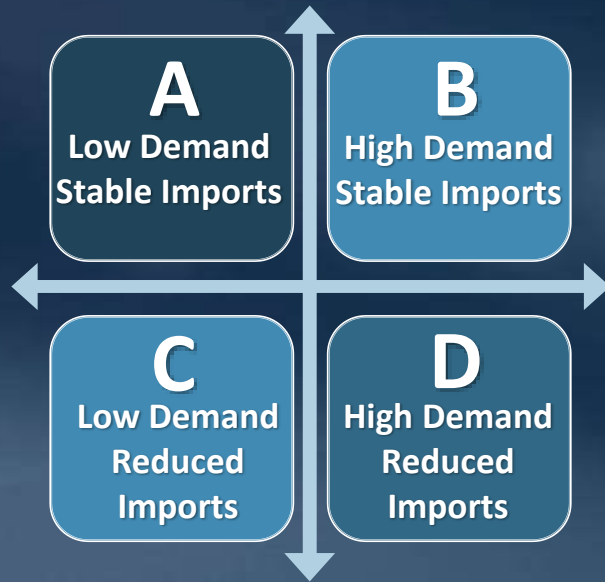 A
Low Demand
Stable Imports
B
High Demand
Stable Imports
C
Low Demand
Reduced
Imports
D
High Demand
Reduced
Imports